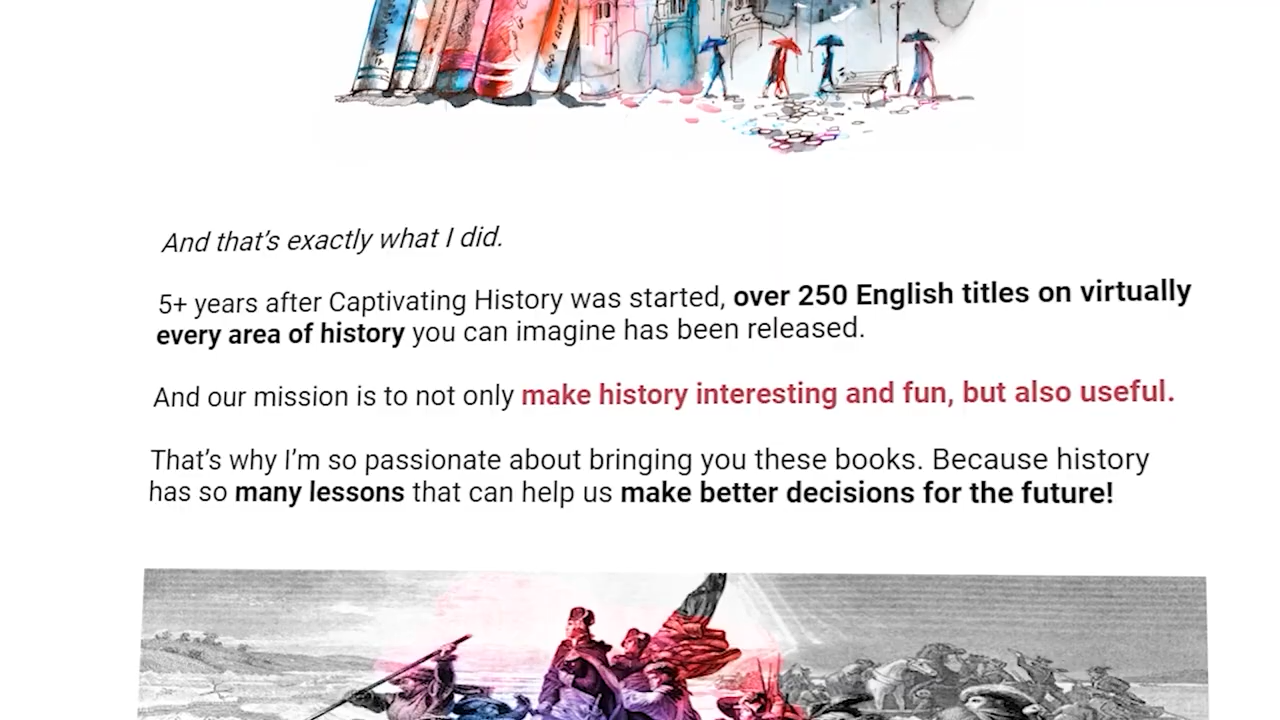 And that's exactly what I did.
5+ years after Captivating History was started, over 250 English titles on virtually
every area of history you can imagine has been released.
And our mission is to not only make history interesting and fun, but also useful.
That's why I'm so passionate about bringing you these books. Because history
has so many lessons that can help us make better decisions for the future!